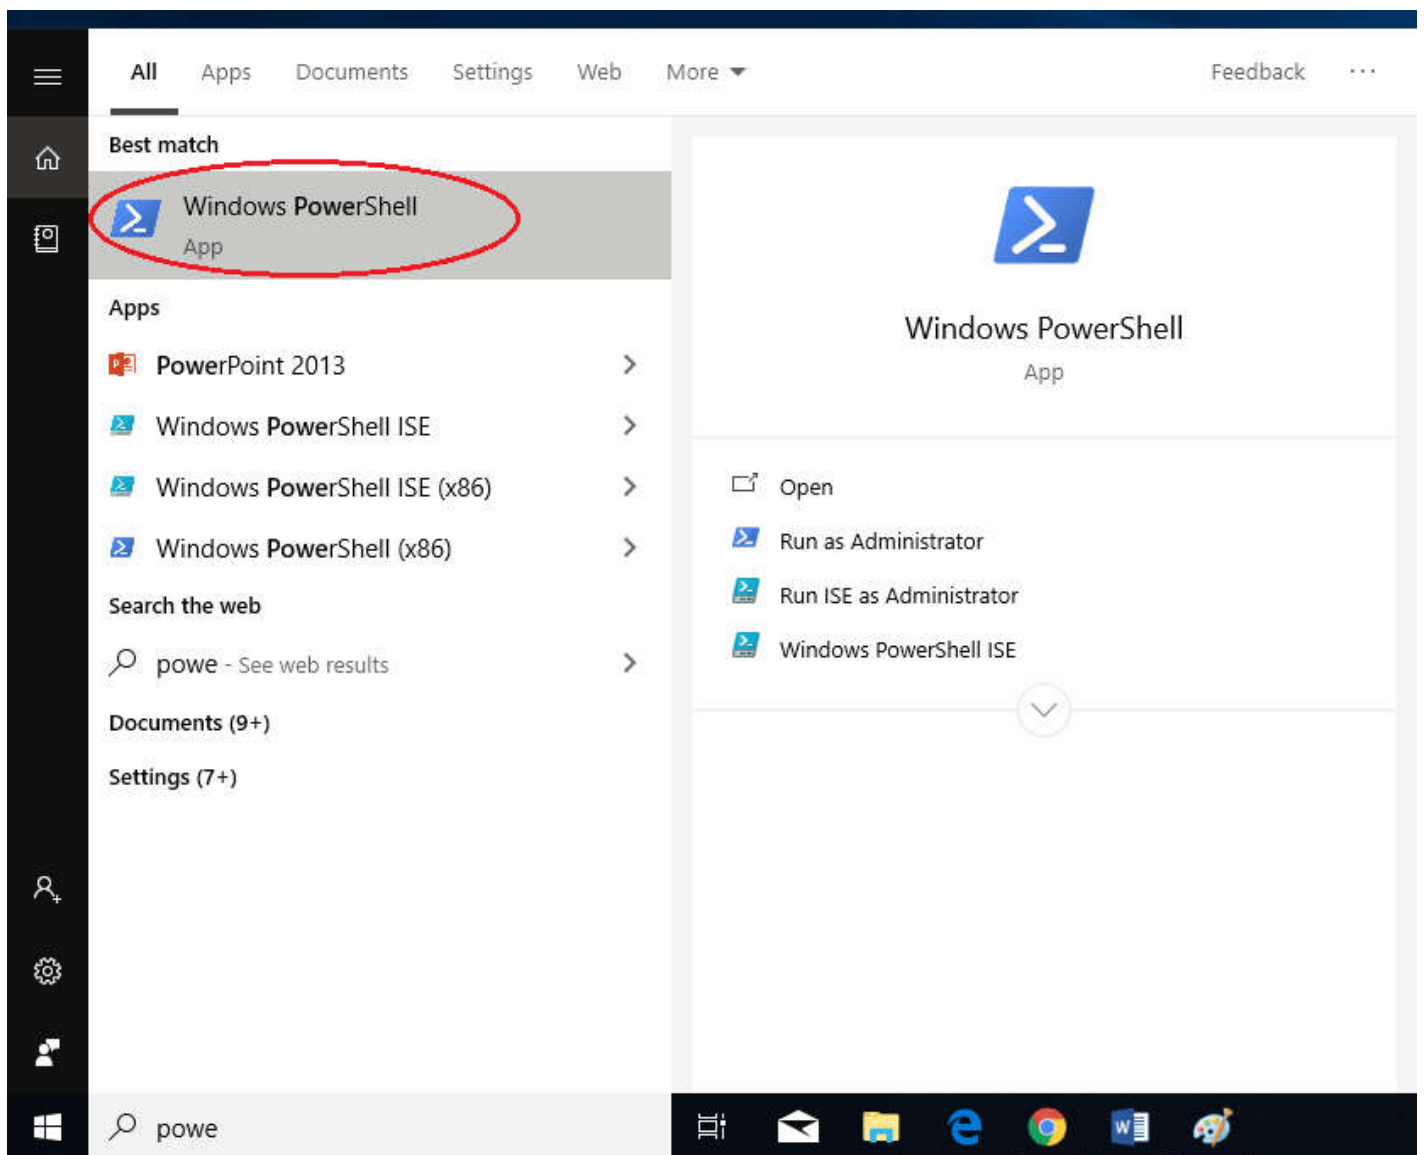 All Apps Documents Settings Web More Feedback ...
Best match
Windows PowerShell
App
Apps
PowerPoint 2013
Windows PowerShell ISE
Windows PowerShell ISE (x86)
Windows PowerShell (x86)
Search the web
powe - See web results
Documents (9+)
Settings (7+)
Windows PowerShell
App
Open
Run as Administrator
Run ISE as Administrator
Windows PowerShell ISE
powe